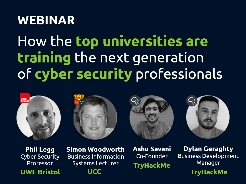 WEBINAR
How the top universities are
training the next generation
of cyber security professionals
Phil Legg
Cyber Security
Professor
UWE Bristol
Simon Woodworth
Business Information
Systems Lecturer
UCC
Ashu Savani
Co-Founder
TryHackMe
Dylan Geraghty
Business Development
Manager
TryHackMe